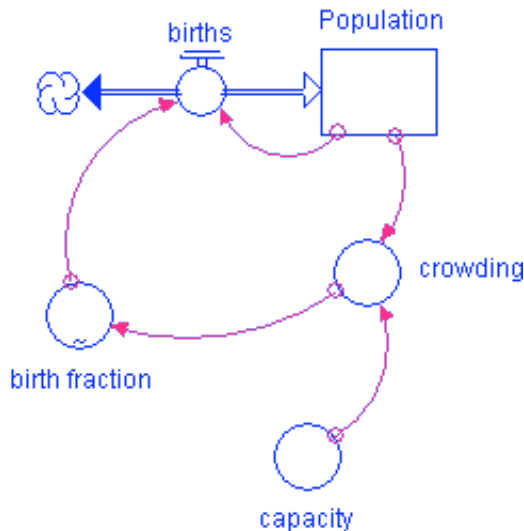 births
Population
crowding
birth fraction
capacity